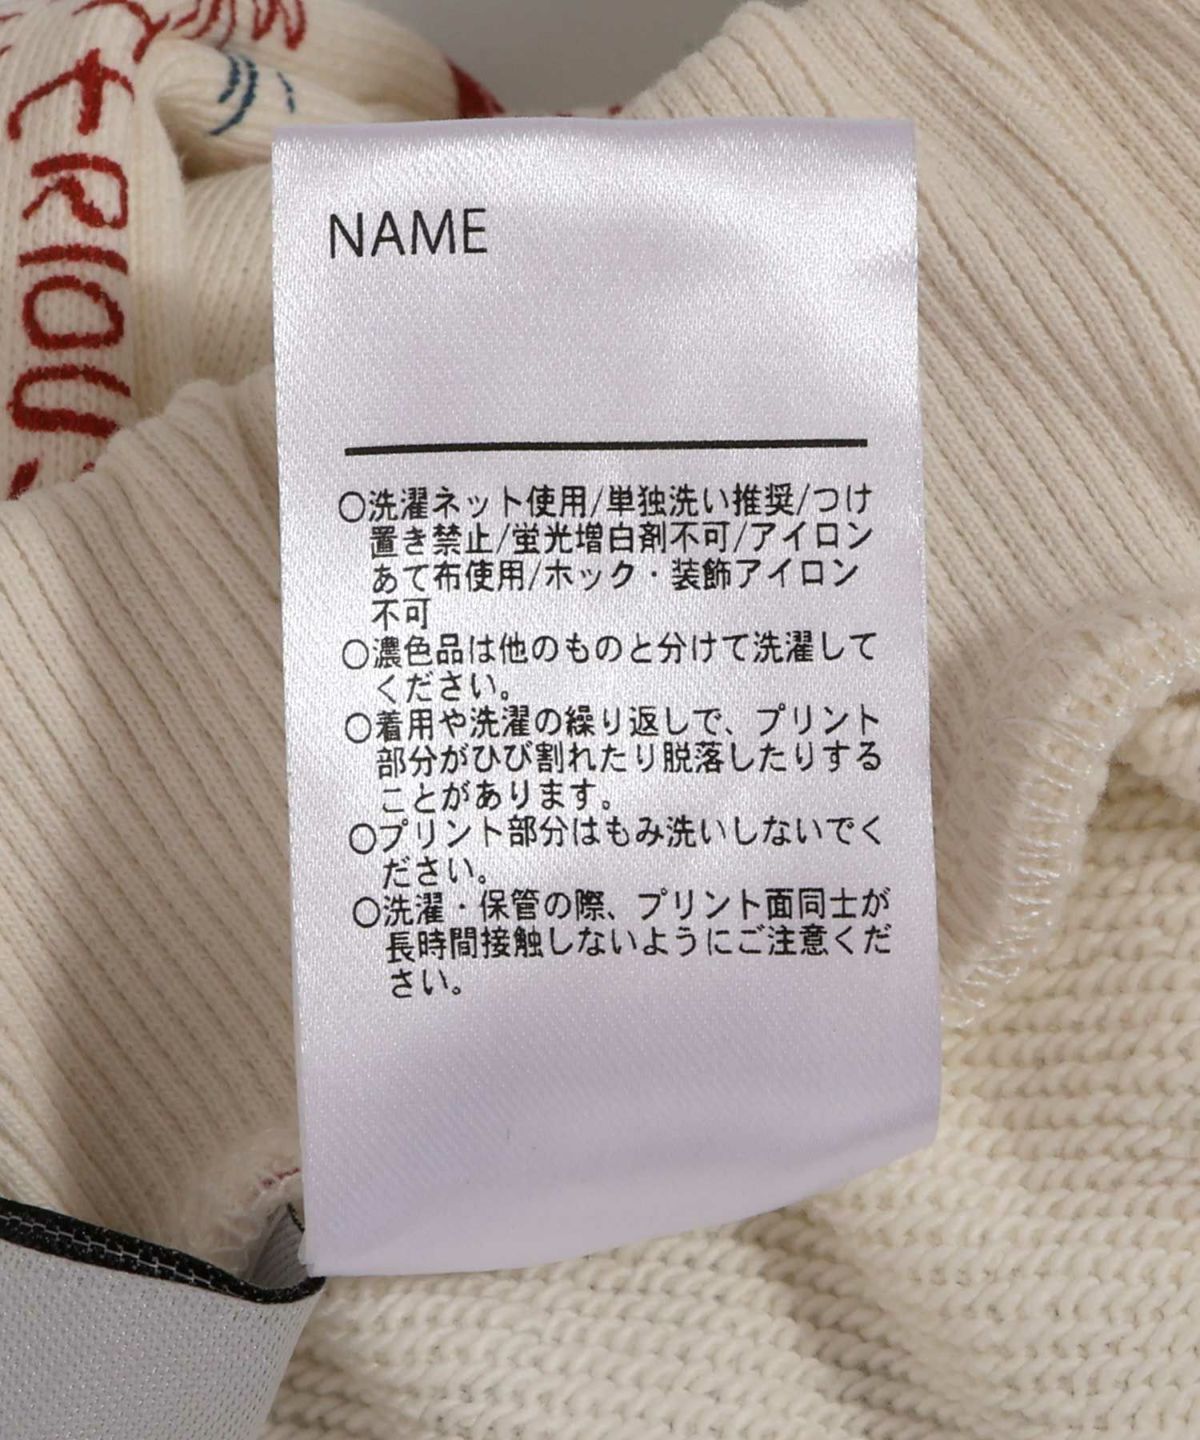 NAME
○洗濯ネット使用/単独洗い推奨/つけ
置き禁止/蛍光増白剤不可/アイロン
あて布使用/ホック・装飾アイロン
不可
○濃色品は他のものと分けて洗濯して
ください。
○着用や洗濯の繰り返しで、プリント
部分がひび割れたり脱落したりする
ことがあります。
○プリント部分はもみ洗いしないでく
ださい。
○洗濯・保管の際、プリント面同士が
長時間接触しないようにご注意くだ
さい。